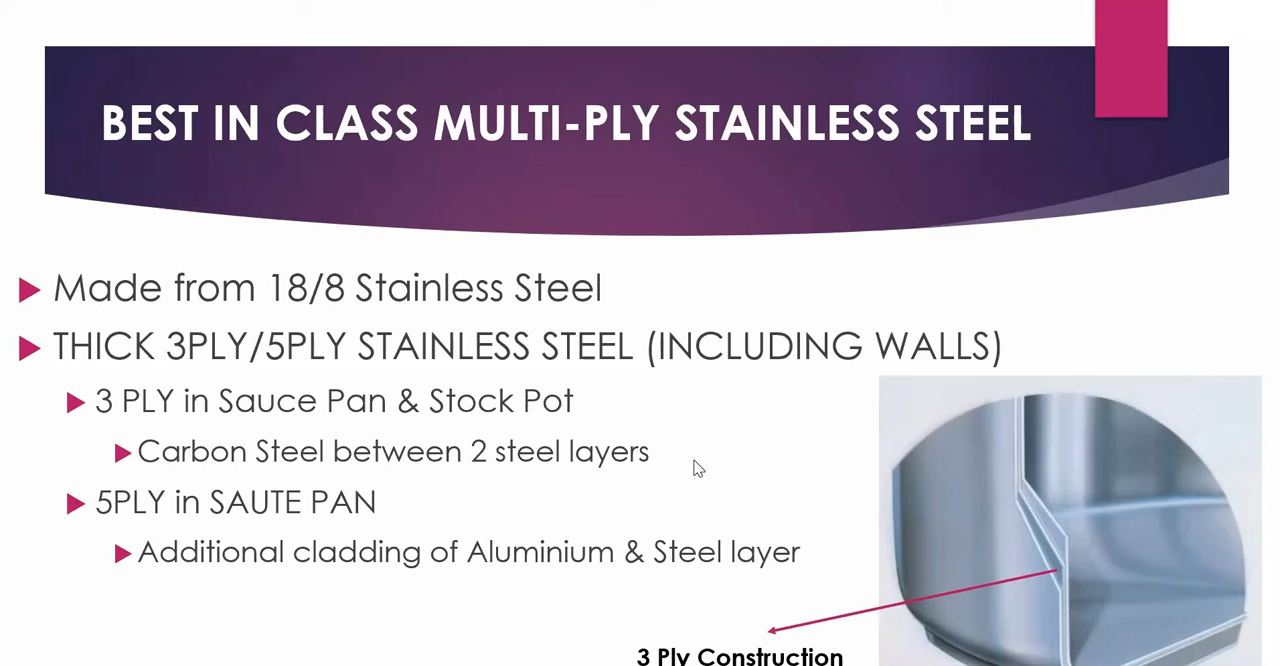 BEST IN CLASS MULTI-PLY STAINLESS STEEL
Made from 18/8 Stainless Steel
THICK 3PLY/5PLY STAINLESS STEEL (INCLUDING WALLS)
3 PLY in Sauce Pan & Stock Pot
Carbon Steel between 2 steel layers
5PLY in SAUTE PAN
Additional cladding of Aluminium & Steel layer
3 Ply Construction